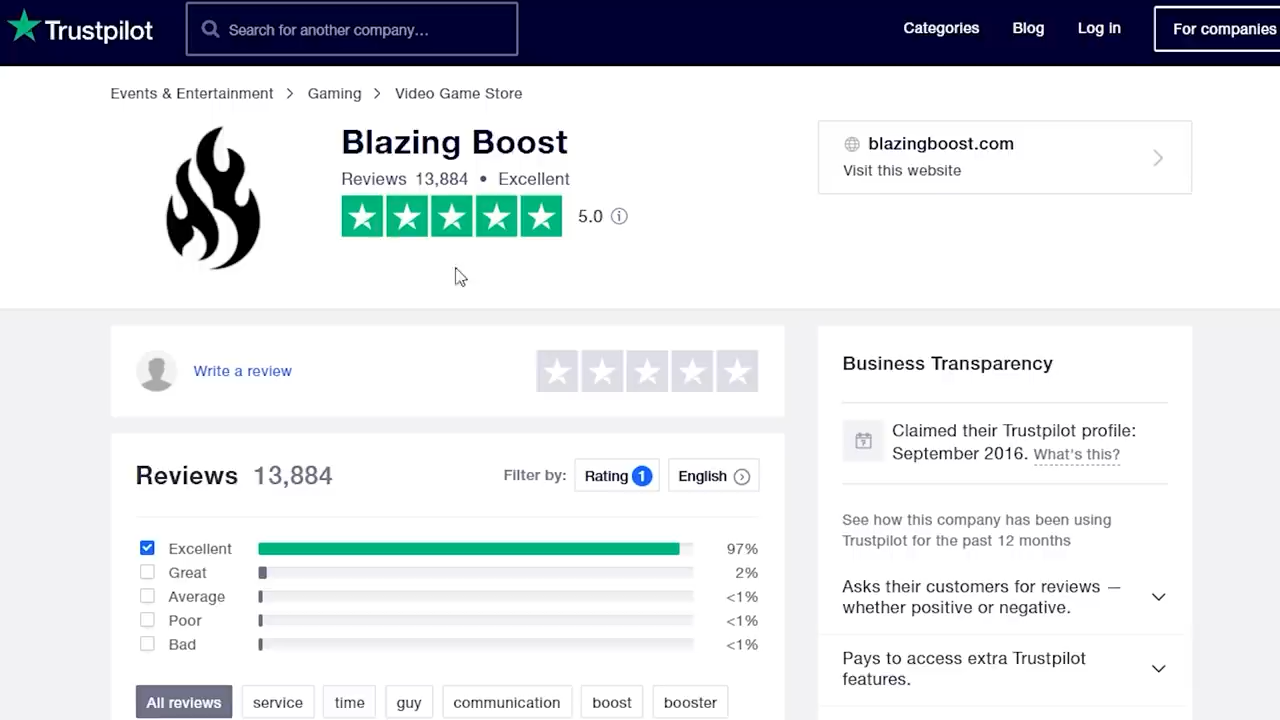 Trustpilot
Search for another company...
Categories
Blog
Log in
For companies
Events & Entertainment > Gaming > Video Game Store
Blazing Boost
Reviews 13,884 • Excellent
5.0
blazingboost.com
Visit this website
Write a review
Reviews 13,884
Filter by:
Rating 1
English
Excellent 97%
Great 2%
Average <1%
Poor <1%
Bad <1%
All reviews
service
time
guy
communication
boost
booster
Business Transparency
Claimed their Trustpilot profile:
September 2016. What's this?
See how this company has been using
Trustpilot for the past 12 months
Asks their customers for reviews —
whether positive or negative.
Pays to access extra Trustpilot
features.